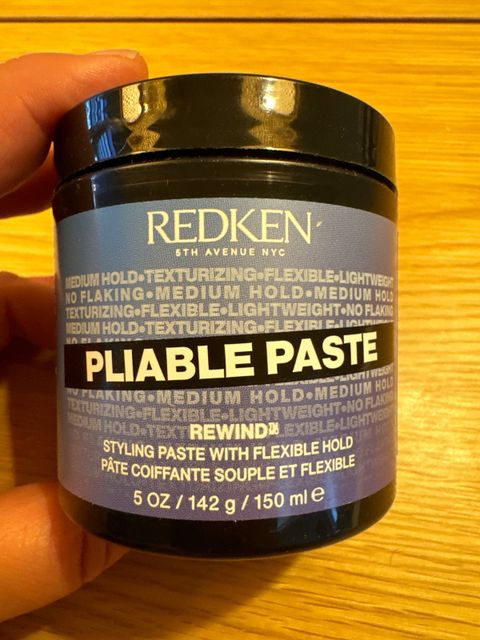 REDKEN
5TH AVENUE NYC
MEDIUM HOLD•TEXTURIZING•FLEXIBLE•LIGHTWEIGHT
NO FLAKING•MEDIUM HOLD•MEDIUM HOLD
TEXTURIZING•FLEXIBLE•LIGHTWEIGHT•NO FLAKING
MEDIUM HOLD•TEXTURIZING•FLEXIBLE•LIGHTWEIGHT
PLIABLE PASTE
NO FLAKING•MEDIUM HOLD•MEDIUM HOLD
TEXTURIZING•FLEXIBLE•LIGHTWEIGHT•NO FLAKING
MEDIUM HOLD•
REWIND™
STYLING PASTE WITH FLEXIBLE HOLD
PÂTE COIFFANTE SOUPLE ET FLEXIBLE
5 OZ / 142 g / 150 ml ℮